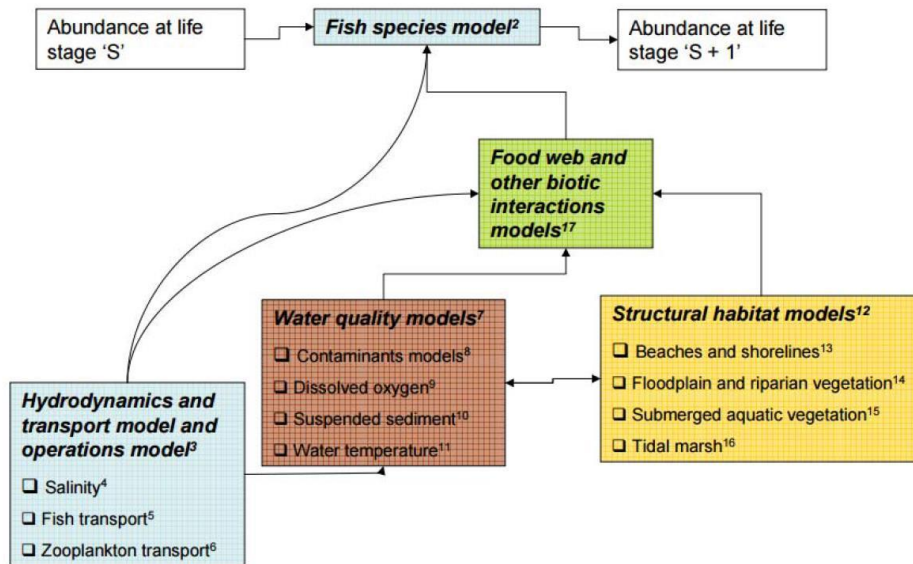 Abundance at life
stage ‘S’
Fish species model²
Abundance at life
stage ‘S + 1’
Food web and
other biotic
interactions
models¹⁷
Water quality models⁷
❑ Contaminants models⁸
❑ Dissolved oxygen⁹
❑ Suspended sediment¹⁰
❑ Water temperature¹¹
Structural habitat models¹²
❑ Beaches and shorelines¹³
❑ Floodplain and riparian vegetation¹⁴
❑ Submerged aquatic vegetation¹⁵
❑ Tidal marsh¹⁶
Hydrodynamics and
transport model and
operations model³
❑ Salinity⁴
❑ Fish transport⁵
❑ Zooplankton transport⁶